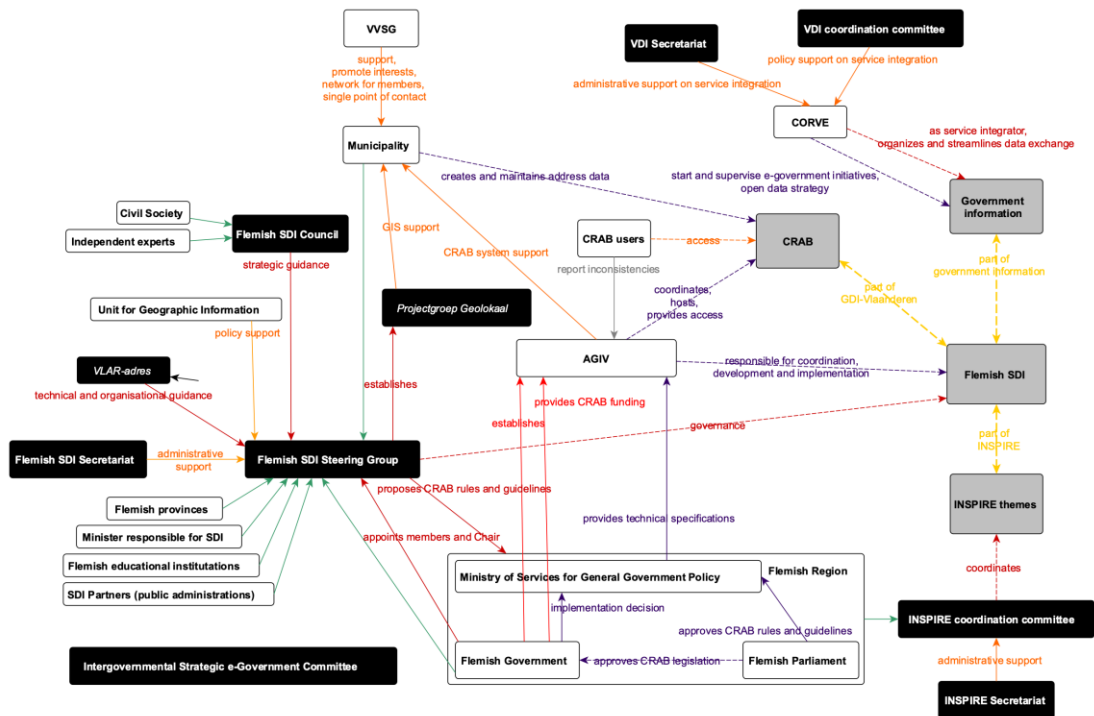 VVSG
VDI Secretariat
VDI coordination committee
support,
promote interests,
network for members,
single point of contact
policy support on service integration
administrative support on service integration
CORVE
Municipality
as service integrator,
organizes and streamlines data exchange
creates and maintains address data
start and supervise e-government initiatives,
open data strategy
Government
information
Civil Society
Independent experts
Flemish SDI Council
GIS support
CRAB system support
CRAB users
access
CRAB
strategic guidance
report inconsistencies
part of
government information
part of
GDI-Vlaanderen
coordinates,
hosts,
provides access
Unit for Geographic Information
Projectgroep Geolokaal
policy support
AGIV
responsible for coordination,
development and implementation
Flemish SDI
VLAR-adres
technical and organisational guidance
establishes
provides CRAB funding
establishes
governance
part of
INSPIRE
Flemish SDI Secretariat
administrative
support
Flemish SDI Steering Group
proposes CRAB rules and guidelines
Flemish provinces
provides technical specifications
INSPIRE themes
Minister responsible for SDI
appoints members and Chair
Flemish educational institutions
Ministry of Services for General Government Policy
Flemish Region
coordinates
SDI Partners (public administrations)
implementation decision
INSPIRE coordination committee
approves CRAB rules and guidelines
Intergovernmental Strategic e-Government Committee
Flemish Government
approves CRAB legislation
Flemish Parliament
administrative support
INSPIRE Secretariat